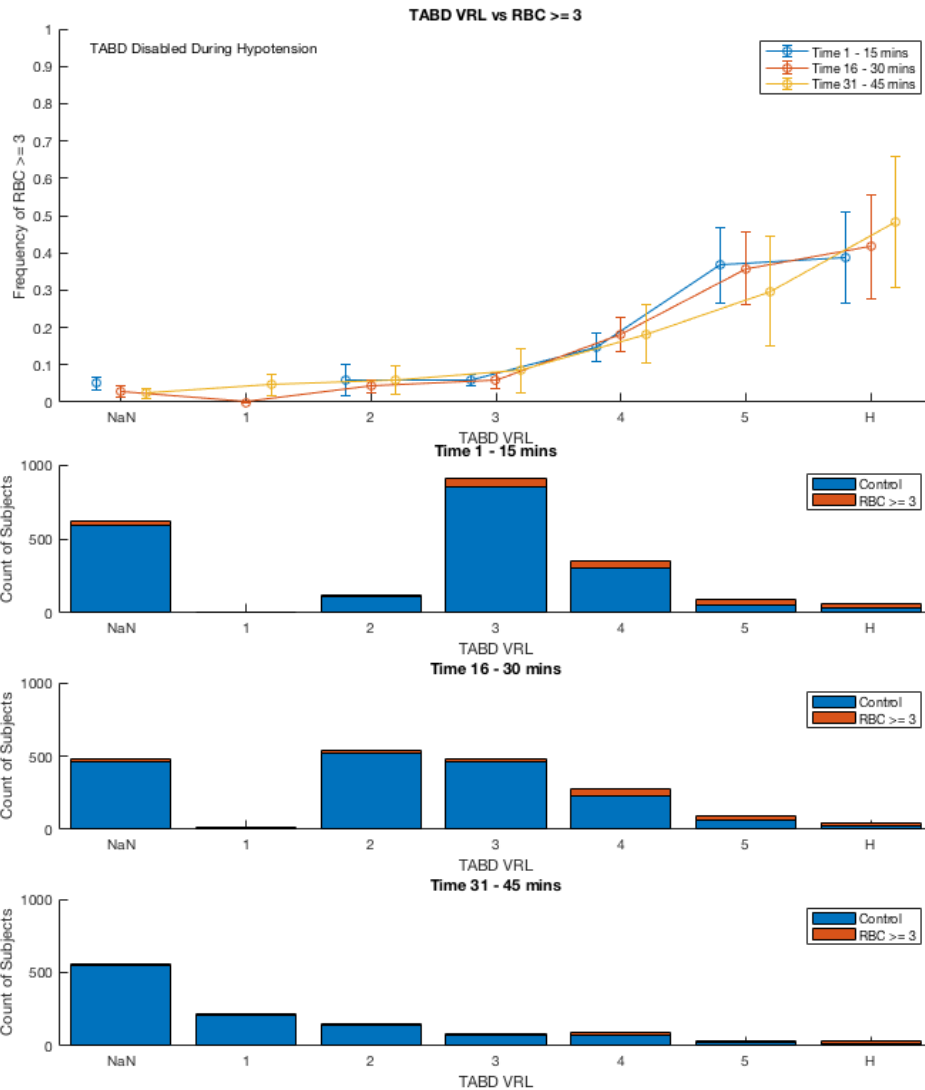 TABD VRL vs RBC >= 3
TABD Disabled During Hypotension
Time 1 - 15 mins
Time 16 - 30 mins
Time 31 - 45 mins
Frequency of RBC >= 3
1
0.9
0.8
0.7
0.6
0.5
0.4
0.3
0.2
0.1
0
NaN 1 2 3 4 5 H
TABD VRL
Time 1 - 15 mins
Control
RBC >= 3
Count of Subjects
1000
500
0
NaN 1 2 3 4 5 H
TABD VRL
Time 16 - 30 mins
Control
RBC >= 3
Count of Subjects
1000
500
0
NaN 1 2 3 4 5 H
TABD VRL
Time 31 - 45 mins
Control
RBC >= 3
Count of Subjects
1000
500
0
NaN 1 2 3 4 5 H
TABD VRL